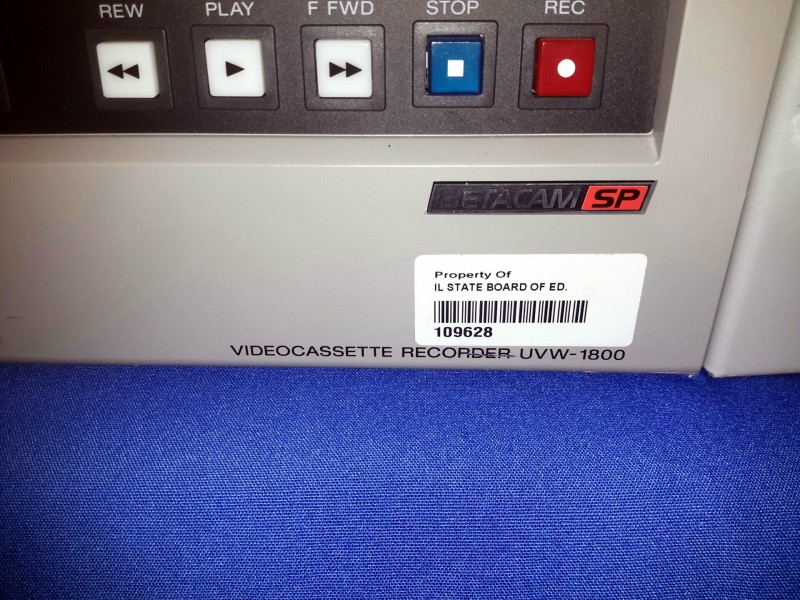 REW PLAY F FWD STOP REC
BETACAM SP
Property Of
IL STATE BOARD OF ED.
109628
VIDEOCASSETTE RECORDER UVW-1800